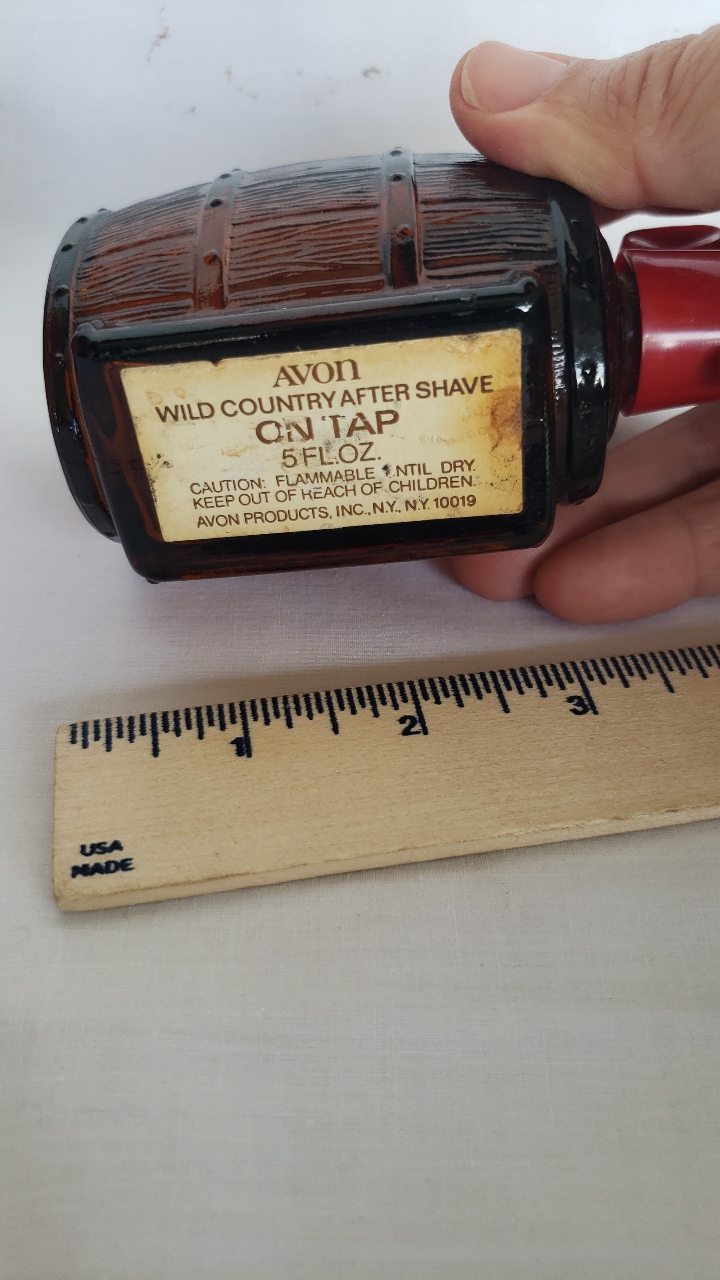 AVON
WILD COUNTRY AFTER SHAVE
ON TAP
5 FL. OZ.
CAUTION: FLAMMABLE UNTIL DRY.
KEEP OUT OF REACH OF CHILDREN.
AVON PRODUCTS, INC., N.Y., N.Y. 10019
1 2 3
USA
MADE